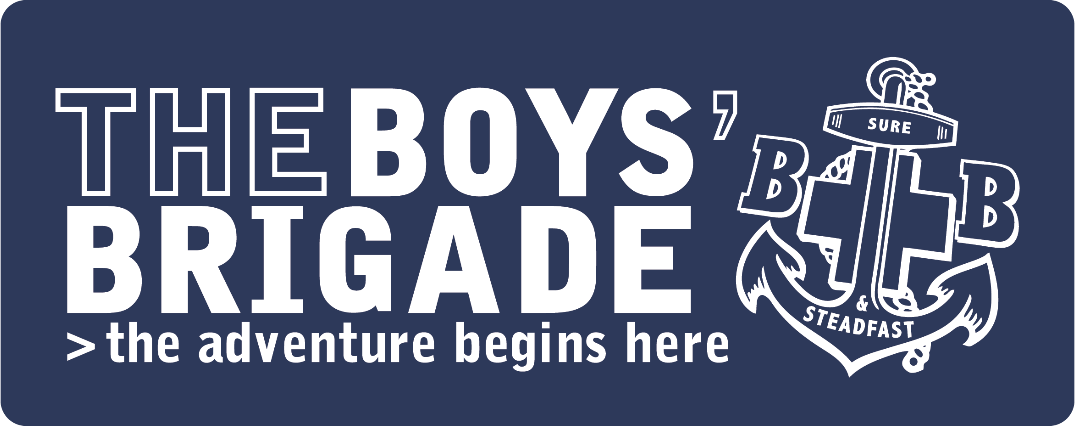 THE BOYS'
BRIGADE
> the adventure begins here
SURE
B B
&
STEADFAST